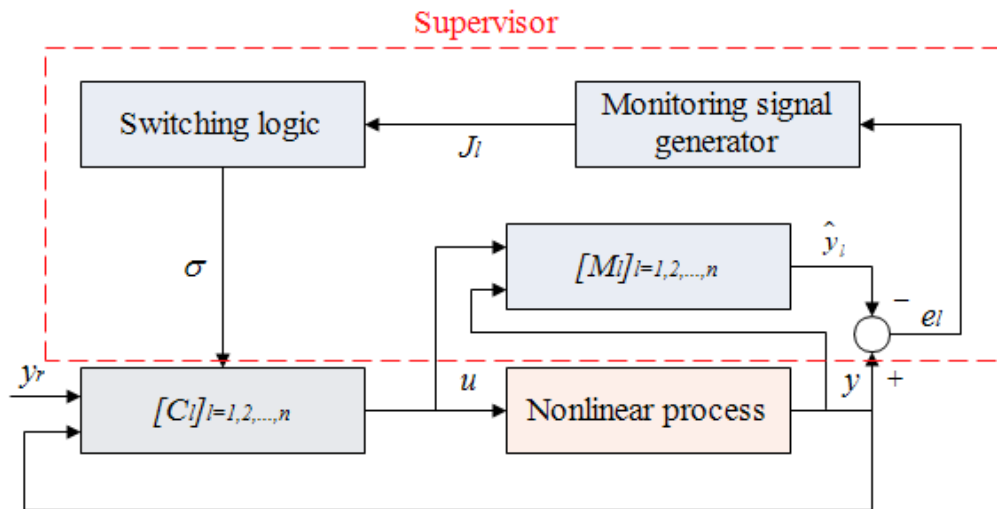 Supervisor
Switching logic
Monitoring signal
generator
Jl
σ
[Ml]l=1,2,...,n
ŷl
−
el
yr
[Cl]l=1,2,...,n
u
Nonlinear process
y
+